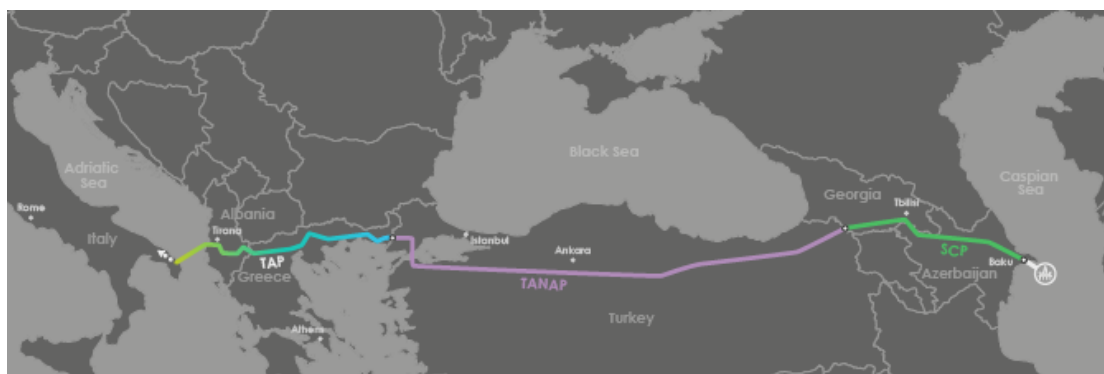 Black Sea
Adriatic
Sea
Caspian
Sea
Georgia
Tbilisi
Rome
Albania
Tirana
Italy
Istanbul
Ankara
TAP
SCP
Baku
Azerbaijan
Greece
TANAP
Turkey
Athens